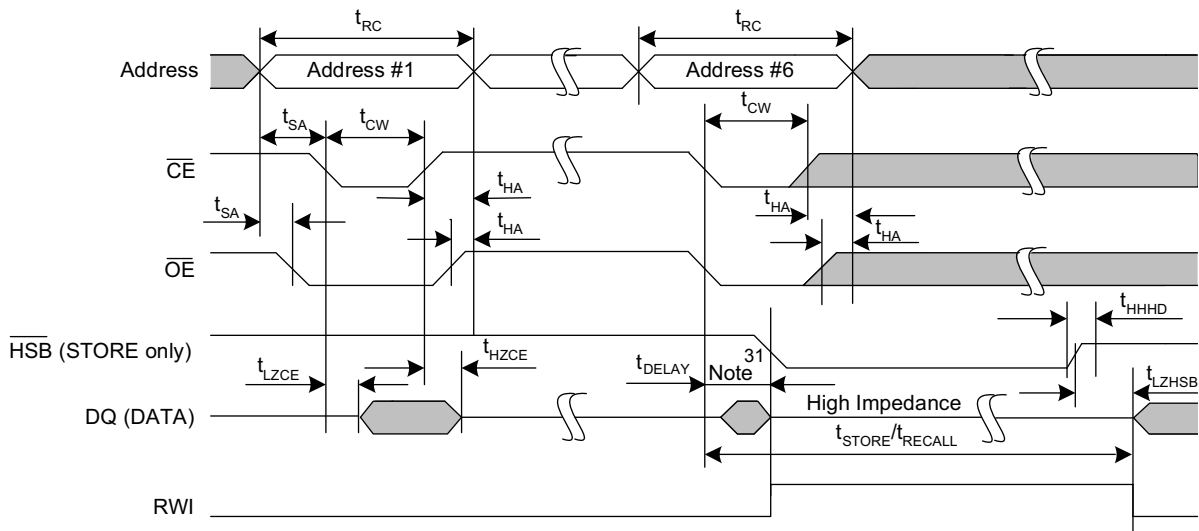 tRC tRC
Address Address #1 Address #6
tSA tCW tCW
CE
tHA
tSA tHA
tHA tHA
OE
HSB (STORE only) tHHHD
tLZCE tHZCE tDELAY Note 31 tLZHSB
DQ (DATA) High Impedance
tSTORE/tRECALL
RWI